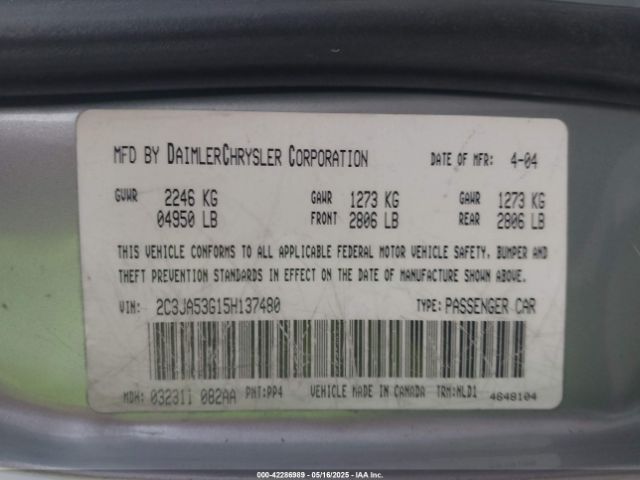 MFD BY DAIMLERCHRYSLER CORPORATION DATE OF MFR: 4-04
GVWR 2246 KG GAWR 1273 KG GAWR 1273 KG
04950 LB FRONT 2806 LB REAR 2806 LB
THIS VEHICLE CONFORMS TO ALL APPLICABLE FEDERAL MOTOR VEHICLE SAFETY, BUMPER AND
THEFT PREVENTION STANDARDS IN EFFECT ON THE DATE OF MANUFACTURE SHOWN ABOVE.
VIN: 2C3JA53G15H137480 TYPE: PASSENGER CAR
MDH: 032311 082AA PNT:PP4 VEHICLE MADE IN CANADA TRM:NLD1
4648104
000-42286989 - 05/16/2025 - IAA Inc.